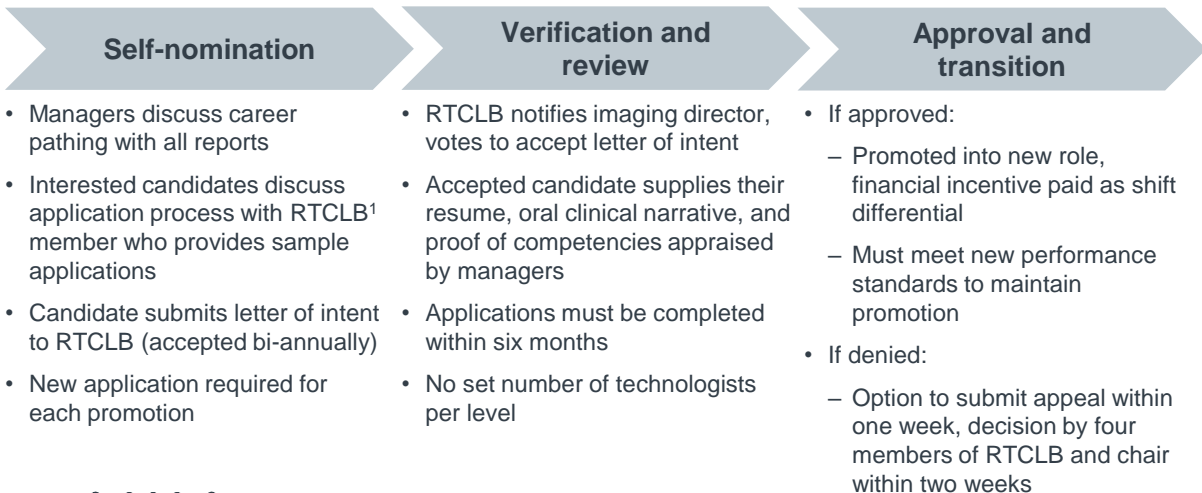 Self-nomination
• Managers discuss career
pathing with all reports
• Interested candidates discuss
application process with RTCLB¹
member who provides sample
applications
• Candidate submits letter of intent
to RTCLB (accepted bi-annually)
• New application required for
each promotion
Verification and
review
• RTCLB notifies imaging director,
votes to accept letter of intent
• Accepted candidate supplies their
resume, oral clinical narrative, and
proof of competencies appraised
by managers
• Applications must be completed
within six months
• No set number of technologists
per level
Approval and
transition
• If approved:
– Promoted into new role,
financial incentive paid as shift
differential
– Must meet new performance
standards to maintain
promotion
• If denied:
– Option to submit appeal within
one week, decision by four
members of RTCLB and chair
within two weeks